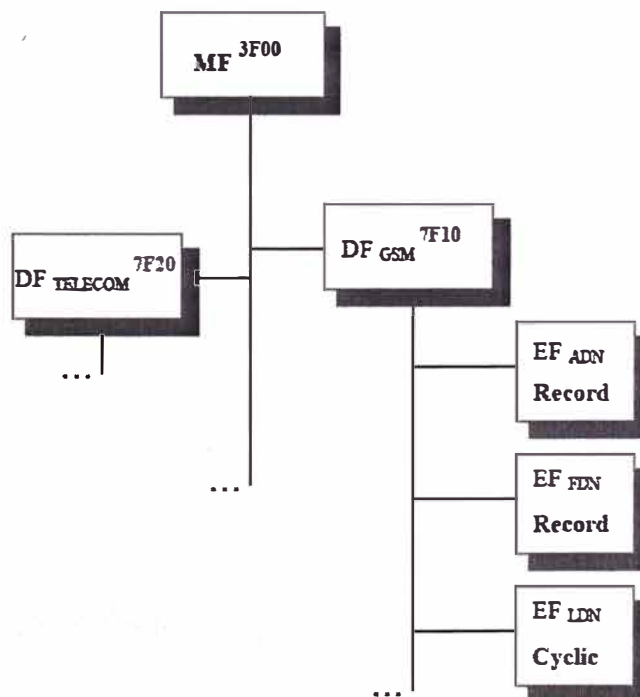 MF 3F00
DF GSM 7F10
DF TELECOM 7F20
EF ADN
Record
...
EF FDN
Record
...
EF LDN
Cyclic
...